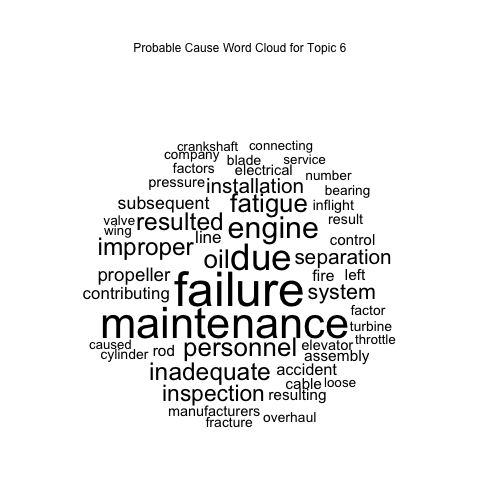 Probable Cause Word Cloud for Topic 6
crankshaft connecting
company blade service
factors electrical number
pressure installation bearing
subsequent fatigue inflight
valve resulted engine result
wing line control
improper oil due separation
propeller fire left
contributing failure system
maintenance factor
turbine
caused personnel elevator throttle
cylinder rod assembly
inadequate accident
cable loose
inspection resulting
manufacturers overhaul
fracture